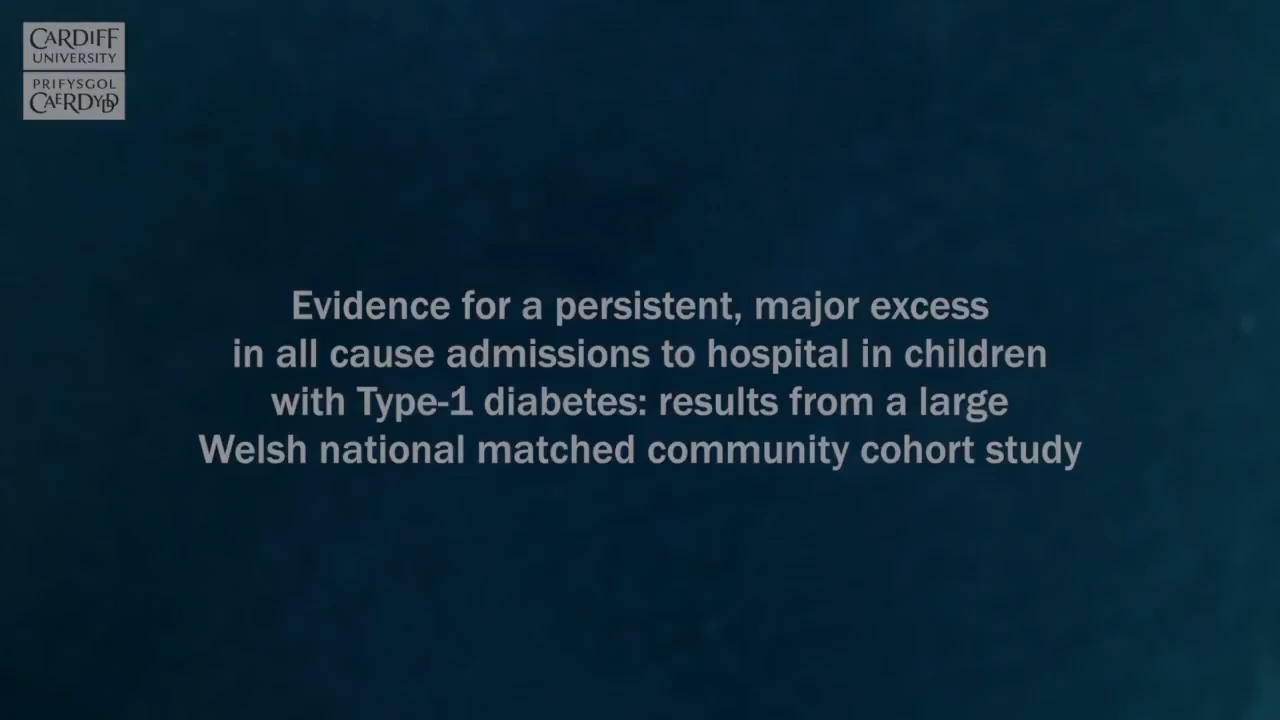 CARDIFF
UNIVERSITY
PRIFYSGOL
CAERDYDD
Evidence for a persistent, major excess
in all cause admissions to hospital in children
with Type-1 diabetes: results from a large
Welsh national matched community cohort study